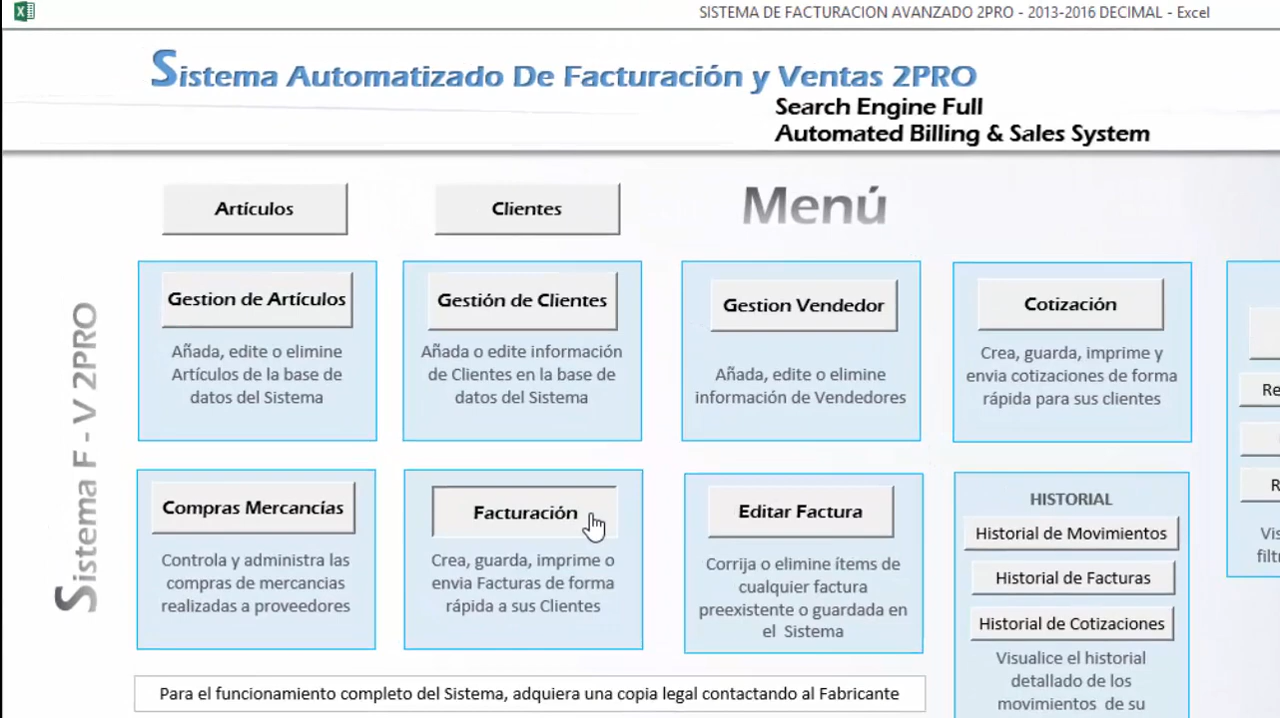 SISTEMA DE FACTURACION AVANZADO 2PRO - 2013-2016 DECIMAL - Excel
Sistema Automatizado De Facturación y Ventas 2PRO
Search Engine Full
Automated Billing & Sales System
Artículos
Clientes
Menú
Sistema F - V 2PRO
Gestion de Artículos
Añada, edite o elimine
Artículos de la base de
datos del Sistema
Gestión de Clientes
Añada o edite información
de Clientes en la base de
datos del Sistema
Gestion Vendedor
Añada, edite o elimine
información de Vendedores
Cotización
Crea, guarda, imprime y
envia cotizaciones de forma
rápida para sus clientes
Compras Mercancías
Controla y administra las
compras de mercancias
realizadas a proveedores
Facturación
Crea, guarda, imprime o
envia Facturas de forma
rápida a sus Clientes
Editar Factura
Corrija o elimine ítems de
cualquier factura
preexistente o guardada en
el Sistema
HISTORIAL
Historial de Movimientos
Historial de Facturas
Historial de Cotizaciones
Visualice el historial
detallado de los
movimientos de su
Para el funcionamiento completo del Sistema, adquiera una copia legal contactando al Fabricante